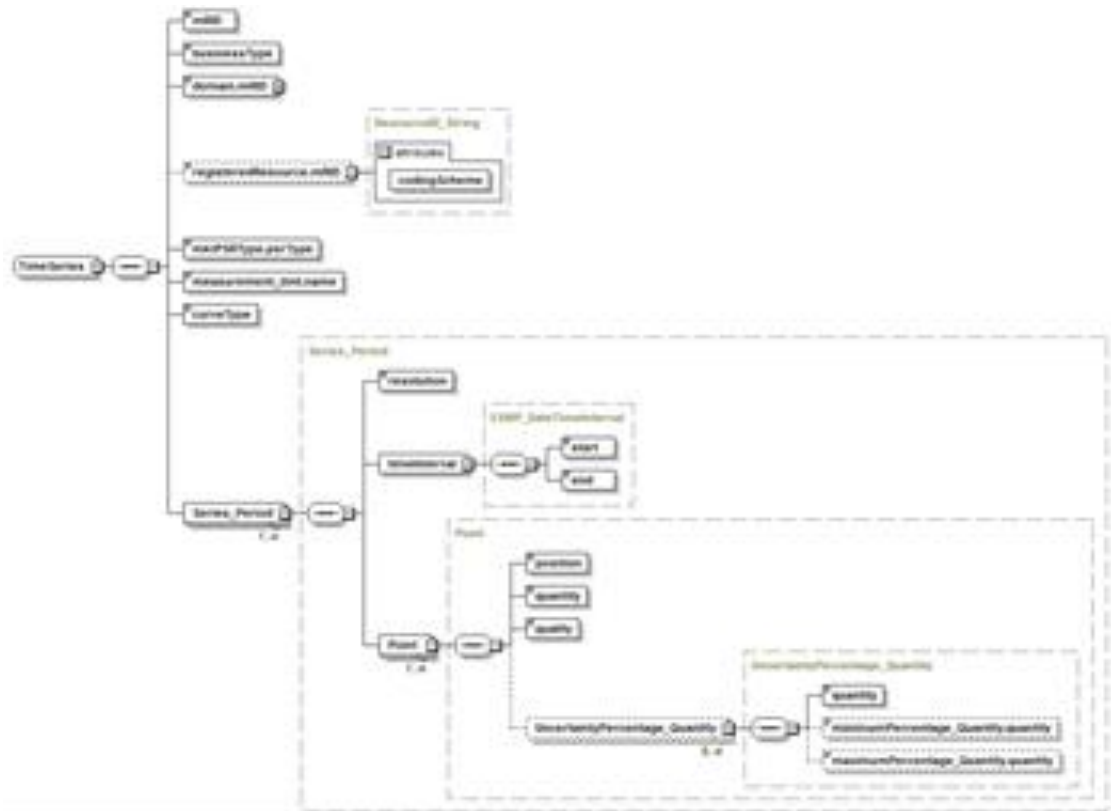 mRID
businessType
domain.mRID
ResourceID_String
attributes
registeredResource.mRID
codingScheme
TimeSeries
mktPSRType.psrType
measurement_Unit.name
curveType
Series_Period
resolution
ESMP_DateTimeInterval
start
timeInterval
end
Series_Period
1..∞
Point
position
quantity
quality
Point
1..∞
UncertaintyPercentage_Quantity
quantity
UncertaintyPercentage_Quantity
minimumPercentage_Quantity.quantity
0..∞
maximumPercentage_Quantity.quantity